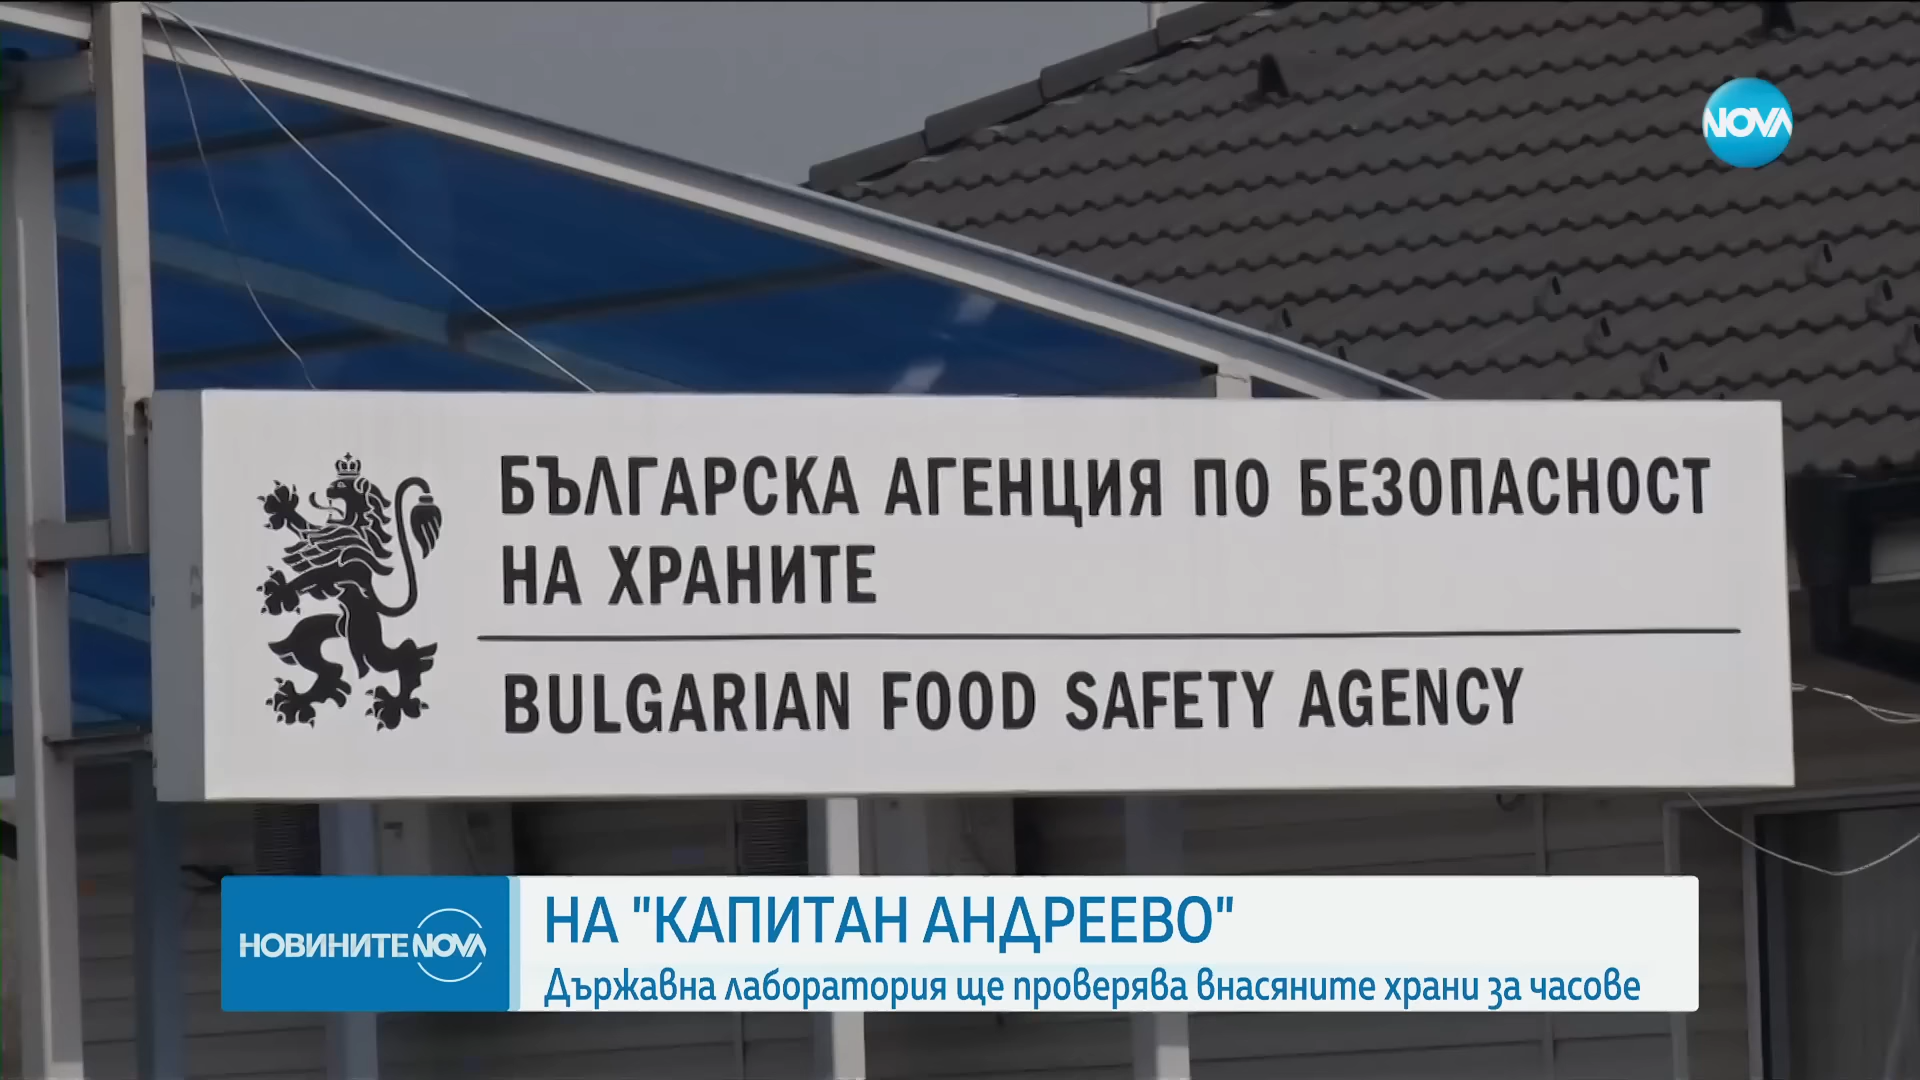 NOVA
БЪЛГАРСКА АГЕНЦИЯ ПО БЕЗОПАСНОСТ
НА ХРАНИТЕ
BULGARIAN FOOD SAFETY AGENCY
НОВИНИТЕ NOVA
НА "КАПИТАН АНДРЕЕВО"
Държавна лаборатория ще проверява внасяните храни за часове